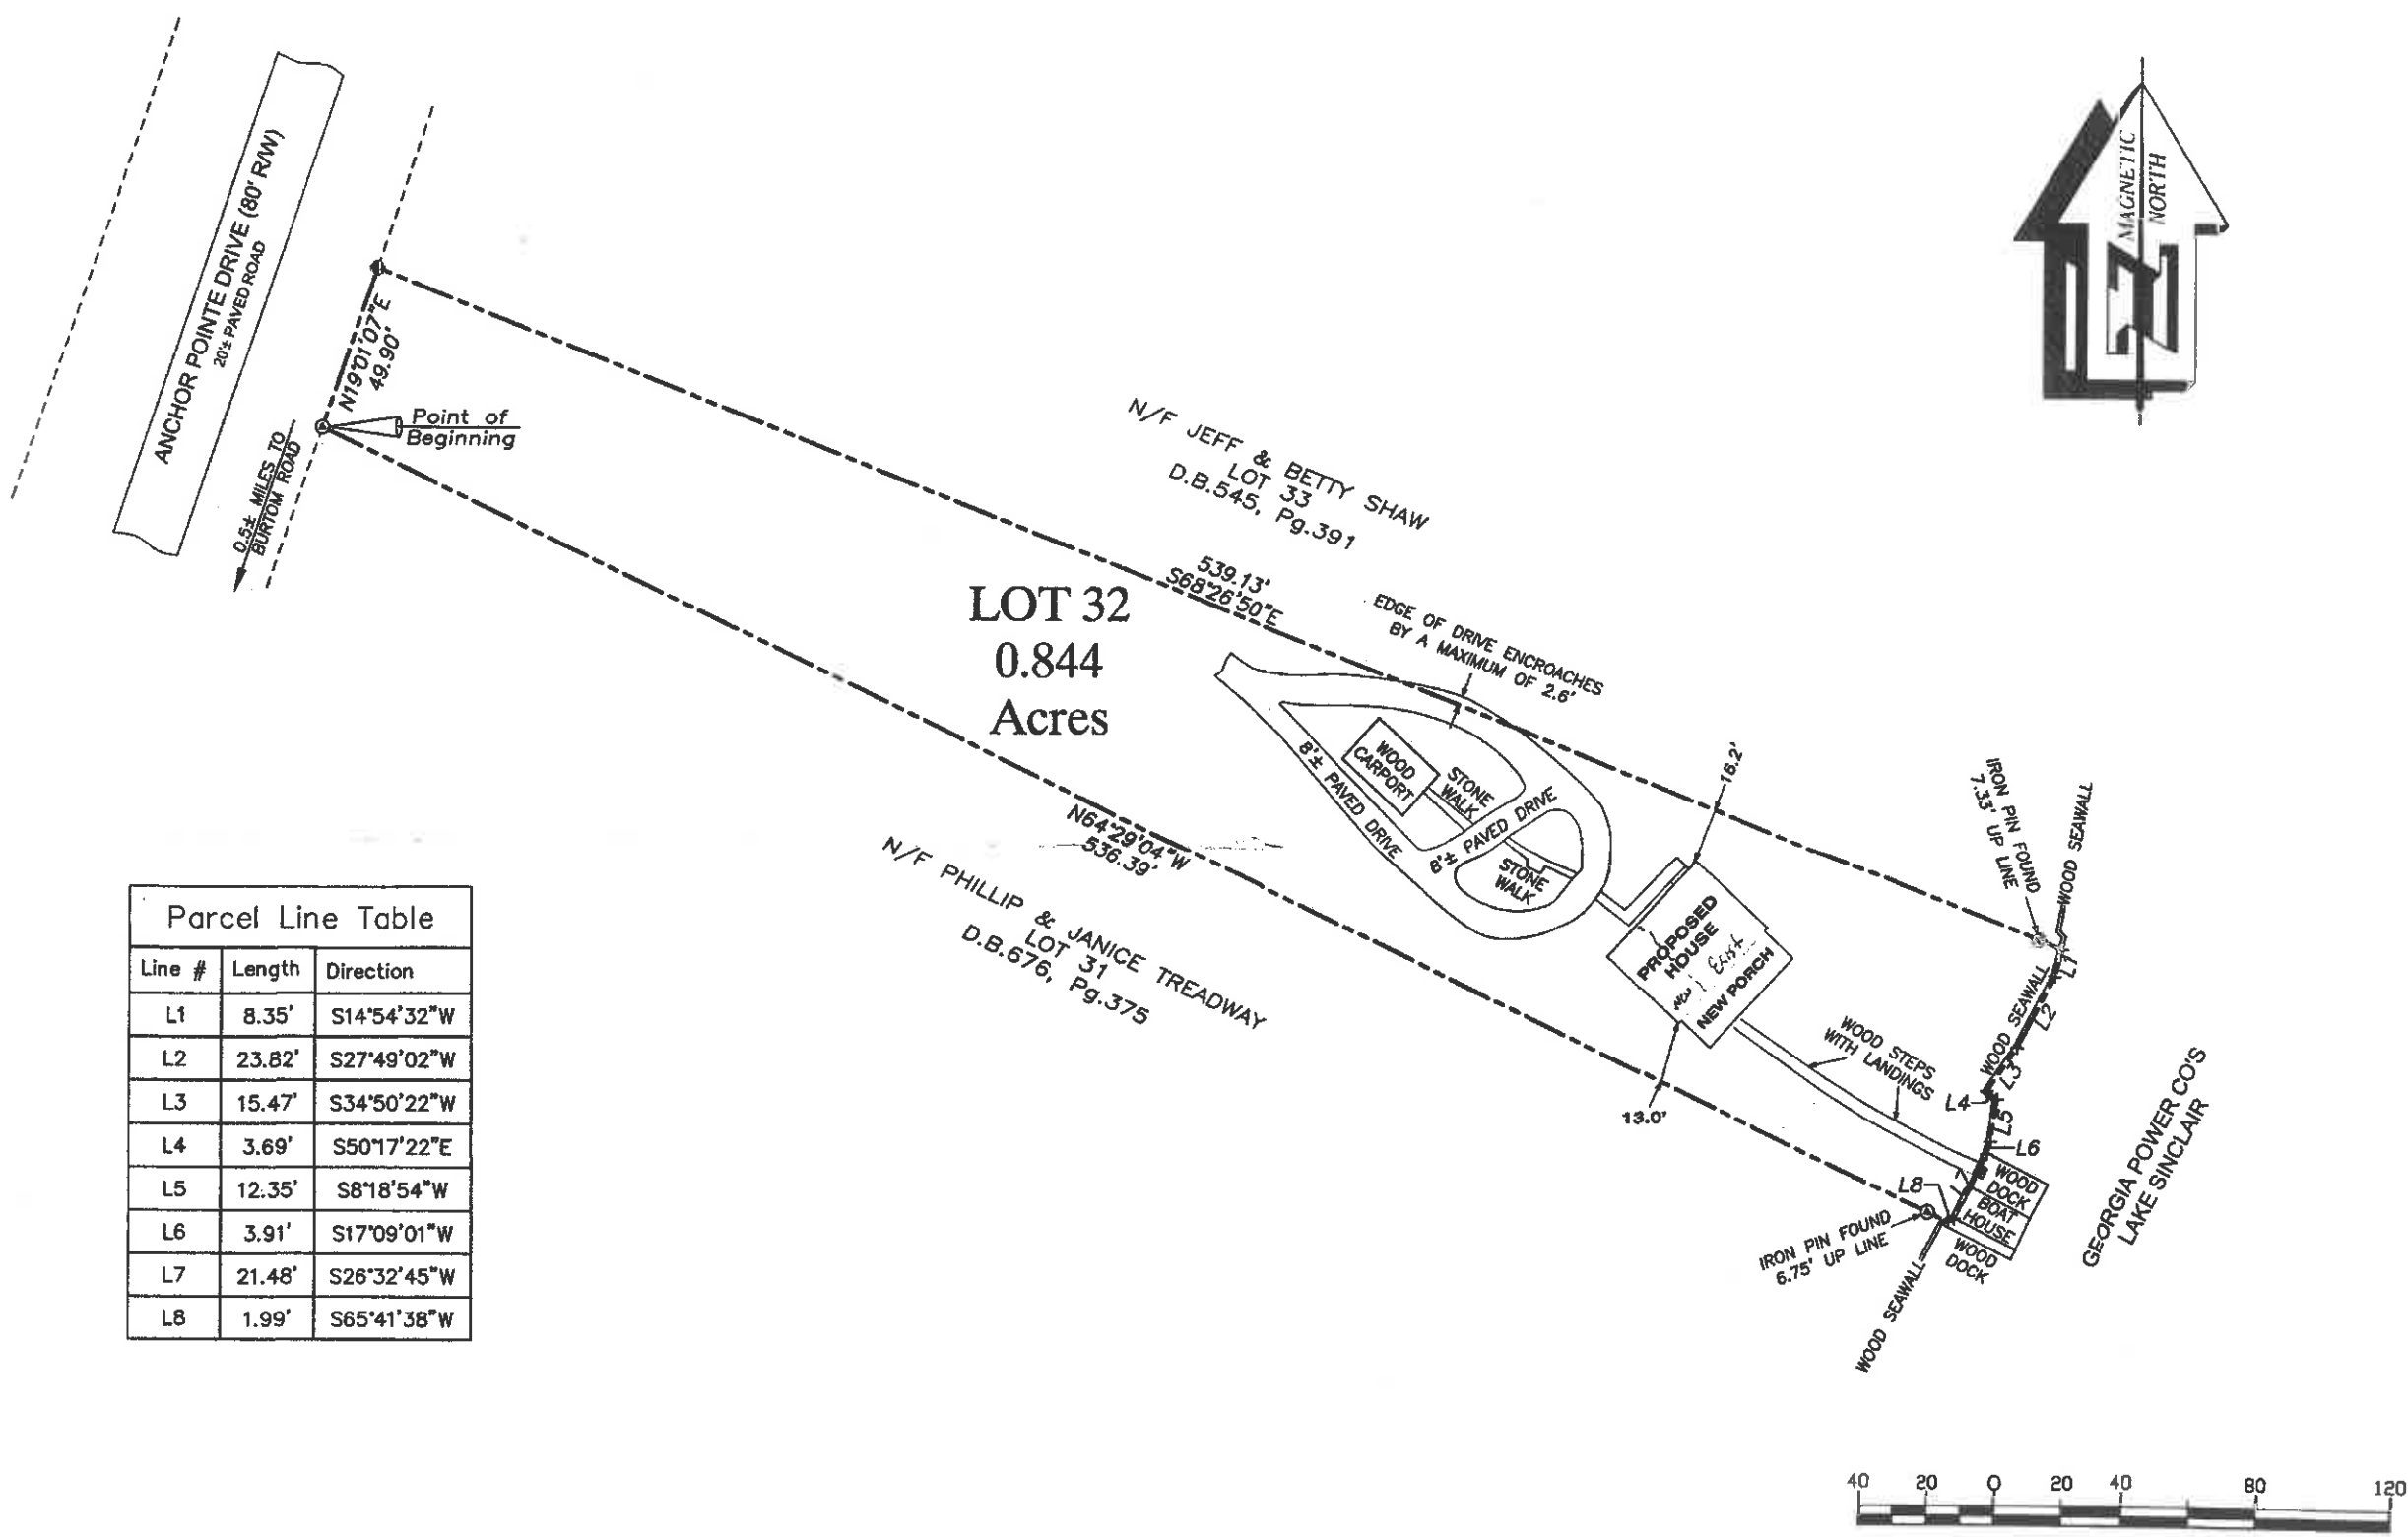 ANCHOR POINTE DRIVE (80' R/W)
20'± PAVED ROAD
N19°01'07"E
49.90'
Point of
Beginning
0.5± MILES TO
BURTOM ROAD
MAGNETIC
NORTH
N/F JEFF & BETTY SHAW
LOT 33
D.B.545, Pg.391
539.13'
S68°26'50"E
LOT 32
0.844
Acres
EDGE OF DRIVE ENCROACHES
BY A MAXIMUM OF 2.6'
WOOD
CARPORT
STONE
WALK
8'± PAVED DRIVE
8'± PAVED DRIVE
STONE
WALK
16.2'
PROPOSED
HOUSE
NEW PORCH
13.0'
N64°29'04"W
536.39'
N/F PHILLIP & JANICE TREADWAY
LOT 31
D.B.676, Pg.375
IRON PIN FOUND
7.33' UP LINE
WOOD SEAWALL
WOOD SEAWALL
L1
L2
L3
L4
L5
L6
L7
L8
WOOD STEPS
WITH LANDINGS
WOOD
DOCK
BOAT
HOUSE
WOOD
DOCK
IRON PIN FOUND
6.75' UP LINE
WOOD SEAWALL
GEORGIA POWER CO'S
LAKE SINCLAIR
Parcel Line Table
Line # Length Direction
L1 8.35' S14°54'32"W
L2 23.82' S27°49'02"W
L3 15.47' S34°50'22"W
L4 3.69' S50°17'22"E
L5 12.35' S8°18'54"W
L6 3.91' S17°09'01"W
L7 21.48' S26°32'45"W
L8 1.99' S65°41'38"W
40 20 0 20 40 80 120